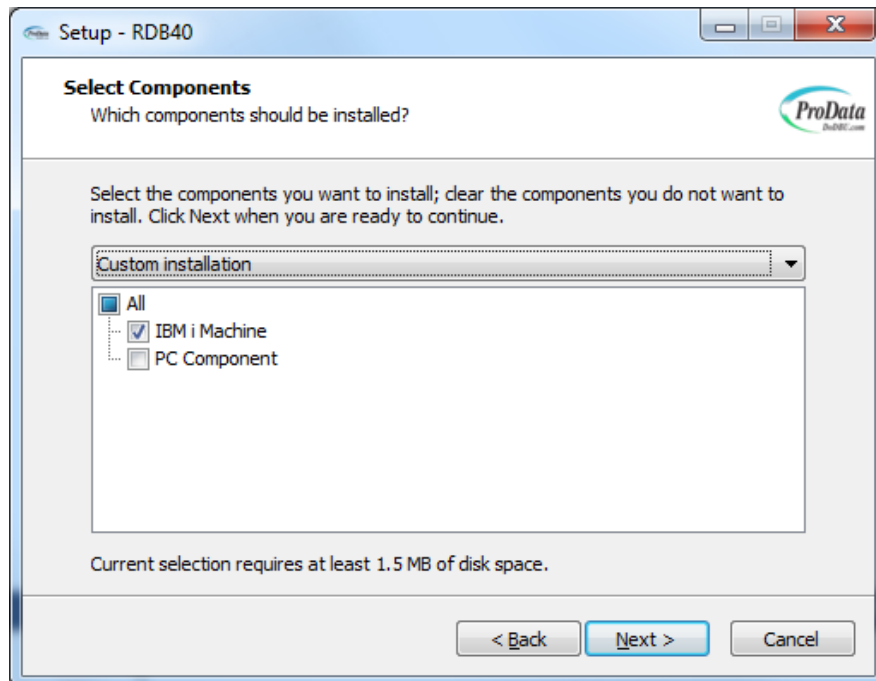 Setup - RDB40
Select Components
Which components should be installed?
ProData
DoDBC.com
Select the components you want to install; clear the components you do not want to
install. Click Next when you are ready to continue.
Custom installation
All
IBM i Machine
PC Component
Current selection requires at least 1.5 MB of disk space.
< Back
Next >
Cancel